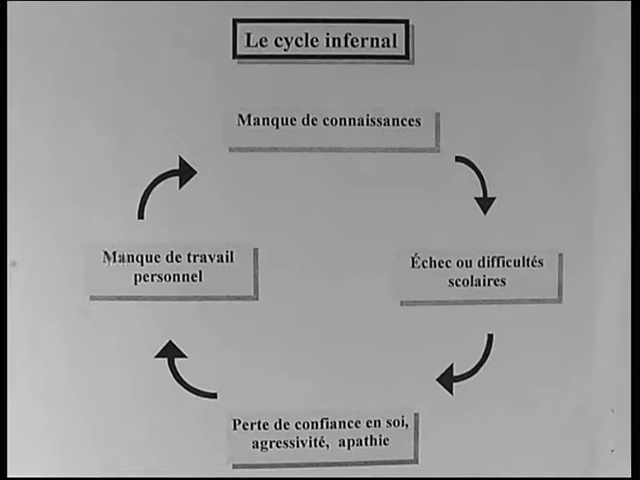 Le cycle infernal
Manque de connaissances
Échec ou difficultés
scolaires
Perte de confiance en soi,
agressivité, apathie
Manque de travail
personnel